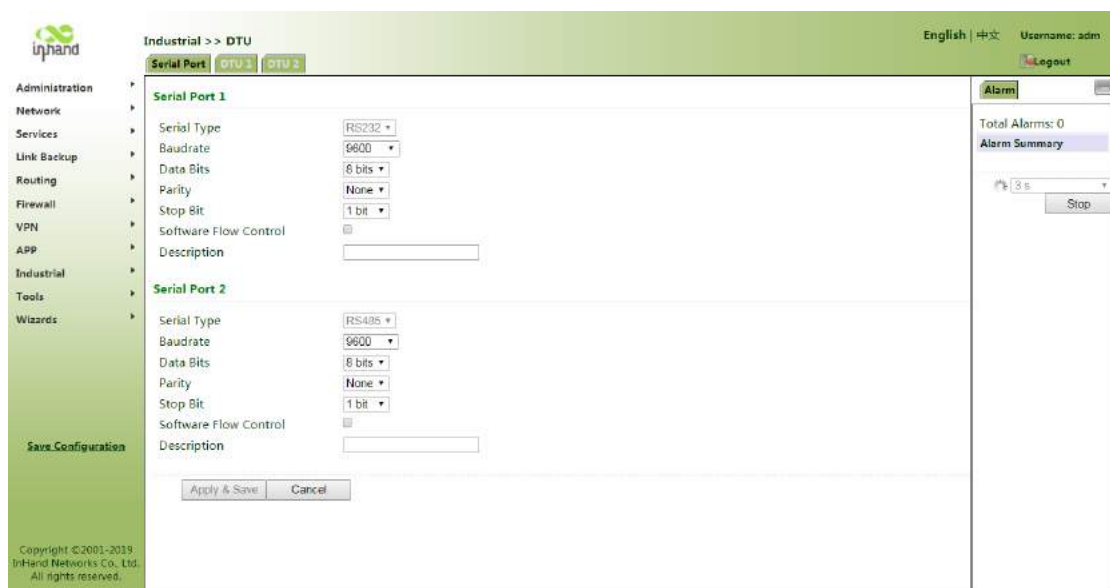 inhand
Industrial >> DTU
English | 中文 Username: adm
Serial Port DTU 1 DTU 2
Logout
Administration
Network
Services
Link Backup
Routing
Firewall
VPN
APP
Industrial
Tools
Wizards
Save Configuration
Copyright ©2001-2019
InHand Networks Co., Ltd.
All rights reserved.
Serial Port 1
Serial Type RS232
Baudrate 9600
Data Bits 8 bits
Parity None
Stop Bit 1 bit
Software Flow Control
Description
Serial Port 2
Serial Type RS485
Baudrate 9600
Data Bits 8 bits
Parity None
Stop Bit 1 bit
Software Flow Control
Description
Apply & Save Cancel
Alarm
Total Alarms: 0
Alarm Summary
3 s
Stop